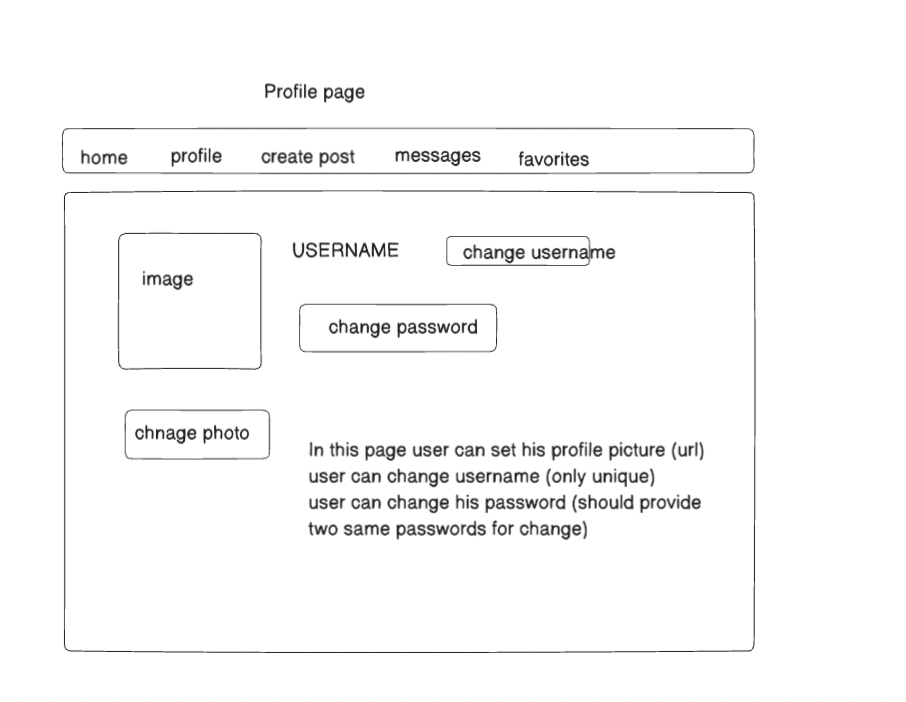 Profile page
home profile create post messages favorites
USERNAME change username
image
change password
chnage photo
In this page user can set his profile picture (url)
user can change username (only unique)
user can change his password (should provide
two same passwords for change)